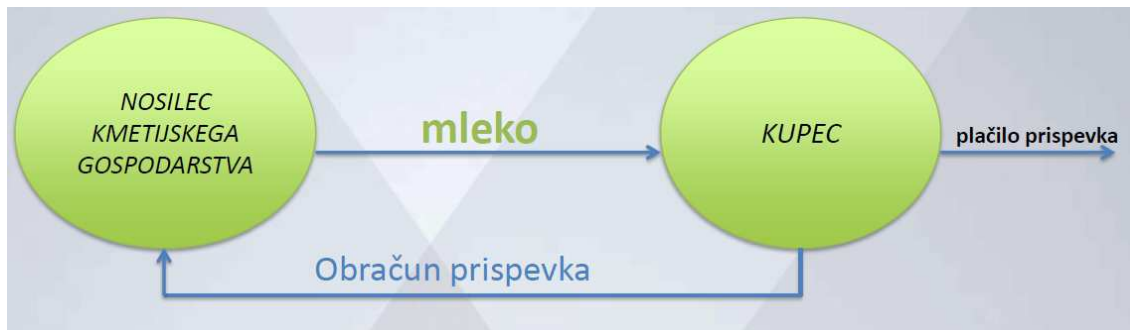 NOSILEC
KMETIJSKEGA
GOSPODARSTVA
mleko
KUPEC
plačilo prispevka
Obračun prispevka